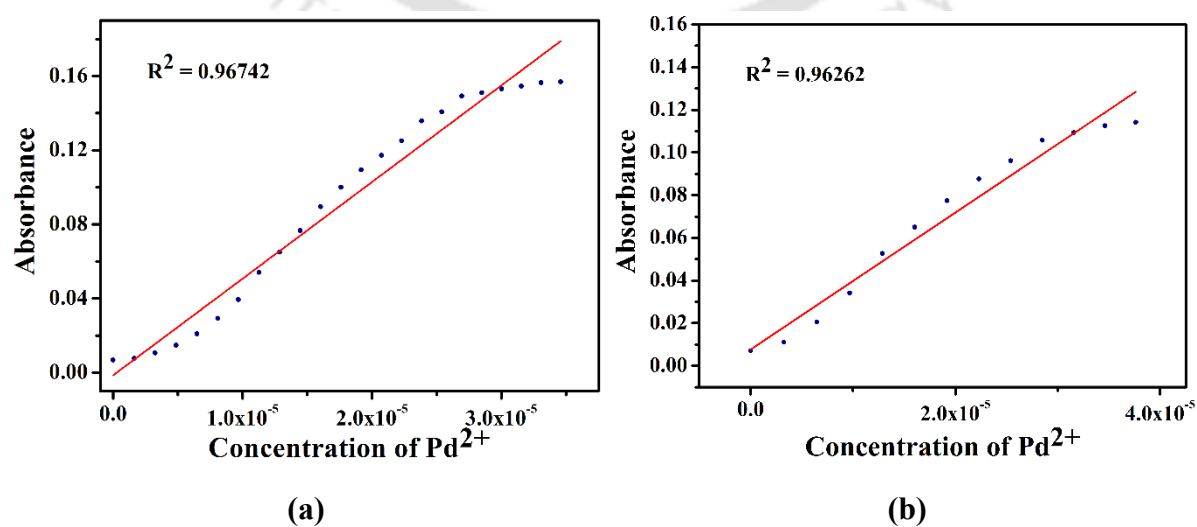 R² = 0.96742
Absorbance
0.16
0.12
0.08
0.04
0.00
0.0 1.0x10⁻⁵ 2.0x10⁻⁵ 3.0x10⁻⁵
Concentration of Pd²⁺
(a)
R² = 0.96262
Absorbance
0.16
0.14
0.12
0.10
0.08
0.06
0.04
0.02
0.00
0.0 2.0x10⁻⁵ 4.0x10⁻⁵
Concentration of Pd²⁺
(b)